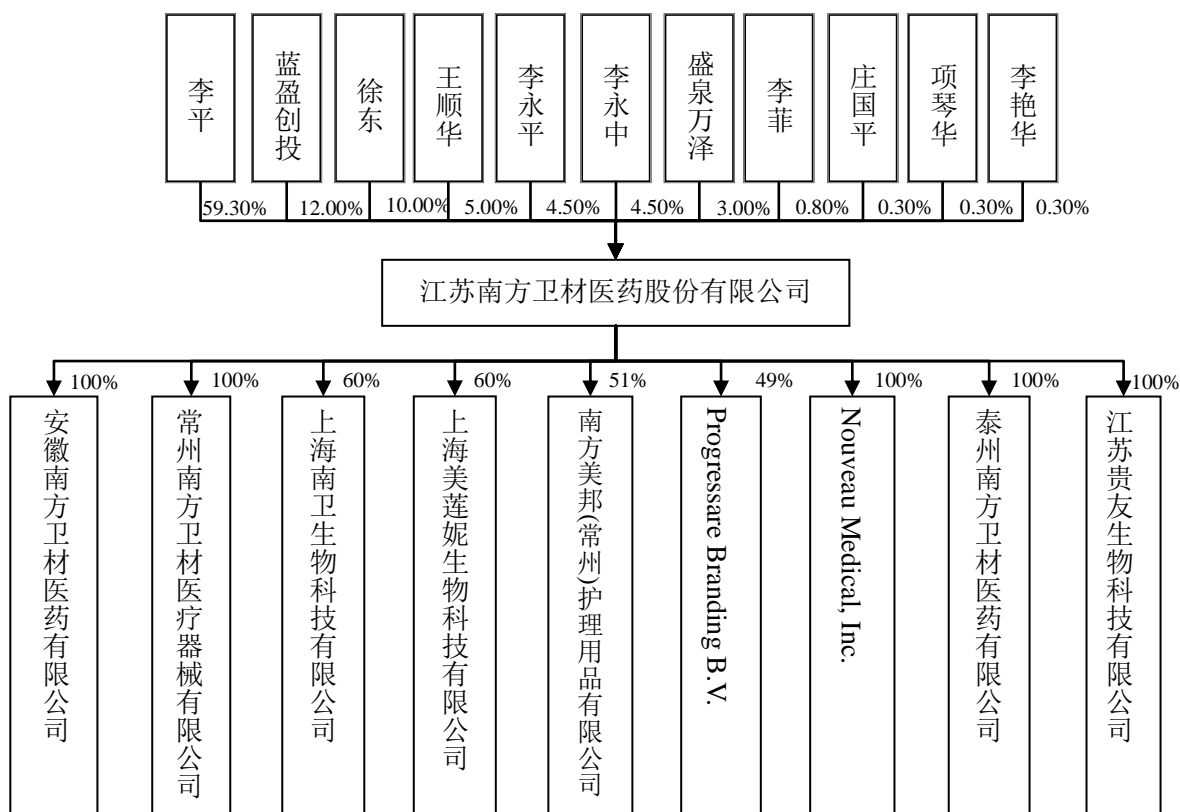 李平
蓝盈创投
徐东
王顺华
李永平
李永中
盛泉万泽
李菲
庄国平
项琴华
李艳华
59.30%
12.00%
10.00%
5.00%
4.50%
4.50%
3.00%
0.80%
0.30%
0.30%
0.30%
江苏南方卫材医药股份有限公司
100%
100%
60%
60%
51%
49%
100%
100%
100%
安徽南方卫材医药有限公司
常州南方卫材医疗器械有限公司
上海南卫生物科技有限公司
上海美莲妮生物科技有限公司
南方美邦(常州)护理用品有限公司
Progressare Branding B.V.
Nouveau Medical, Inc.
泰州南方卫材医药有限公司
江苏贵友生物科技有限公司